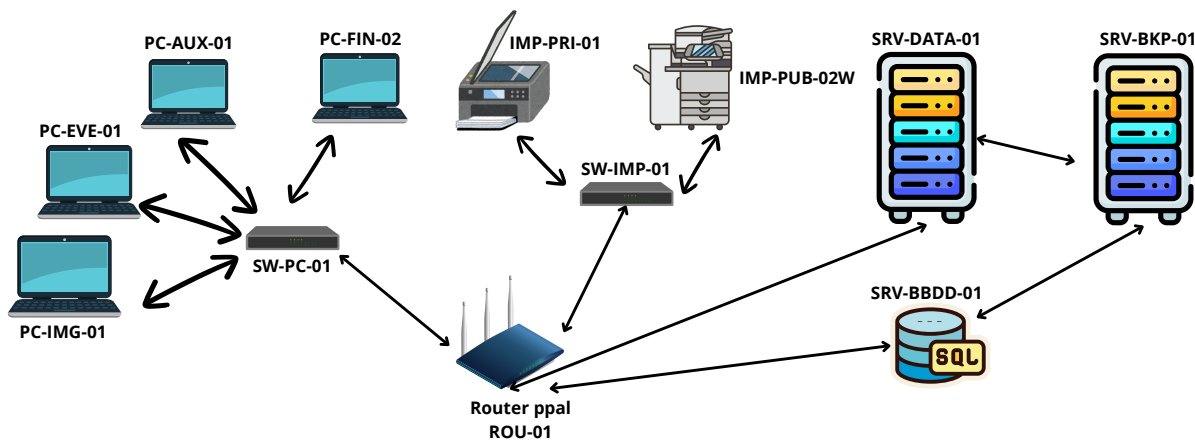 PC-AUX-01
PC-FIN-02
IMP-PRI-01
IMP-PUB-02W
SRV-DATA-01
SRV-BKP-01
PC-EVE-01
SW-IMP-01
SW-PC-01
PC-IMG-01
SRV-BBDD-01
SQL
Router ppal
ROU-01